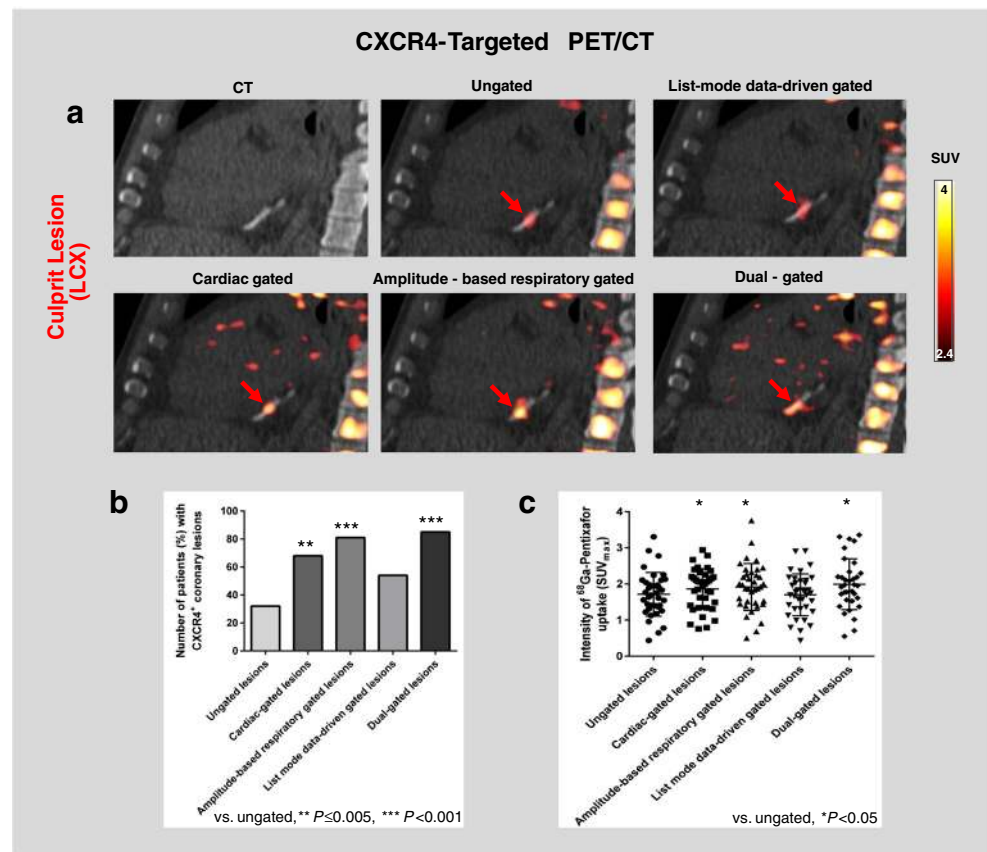 CXCR4-Targeted PET/CT
a
CT
Ungated
List-mode data-driven gated
Culprit Lesion
(LCX)
SUV
4
2.4
Cardiac gated
Amplitude - based respiratory gated
Dual - gated
b
Number of patients (%) with
CXCR4+ coronary lesions
100
80
60
40
20
0
**
***
***
Ungated lesions
Cardiac-gated lesions
Amplitude-based respiratory gated lesions
List mode data-driven gated lesions
Dual-gated lesions
vs. ungated, ** P≤0.005, *** P<0.001
c
Intensity of ⁶⁸Ga-Pentixafor
uptake (SUVmax)
4
3
2
1
0
*
*
*
Ungated lesions
Cardiac-gated lesions
Amplitude-based respiratory gated lesions
List mode data-driven gated lesions
Dual-gated lesions
vs. ungated, *P<0.05